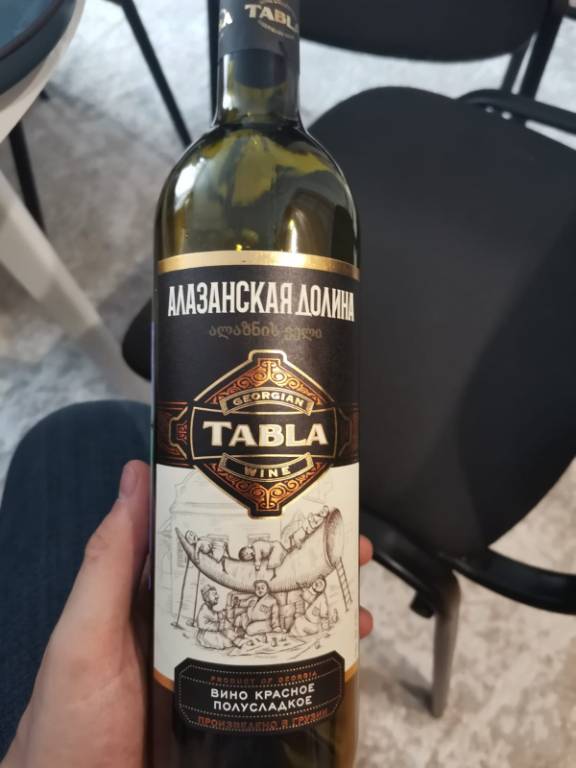 TABLA
АЛАЗАНСКАЯ ДОЛИНА
ალაზნის ველი
GEORGIAN
TABLA
WINE
PRODUCT OF GEORGIA
ВИНО КРАСНОЕ
ПОЛУСЛАДКОЕ
ПРОИЗВЕДЕНО В ГРУЗИИ